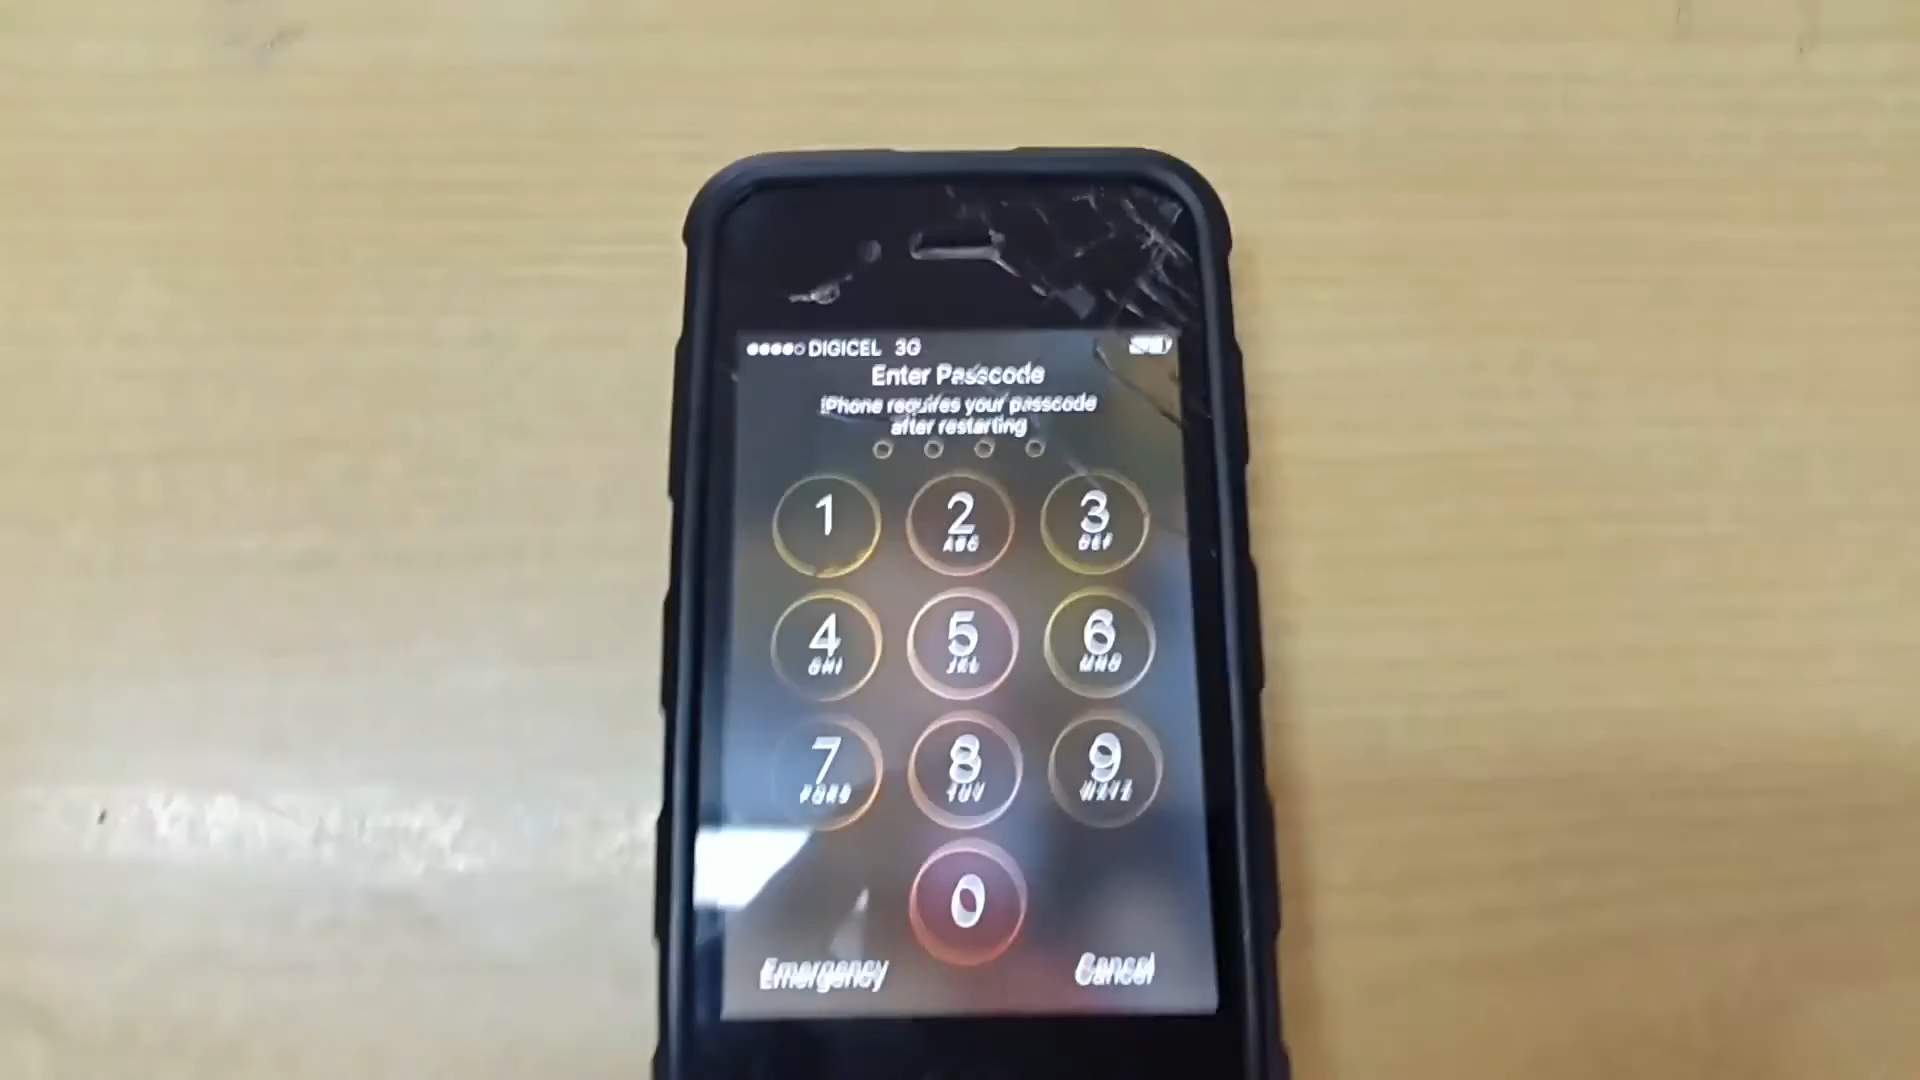 DIGICEL 3G
Enter Passcode
iPhone requires your passcode
after restarting
1 2 3
ABC DEF
4 5 6
GHI JKL MNO
7 8 9
PQRS TUV WXYZ
0
Emergency Cancel